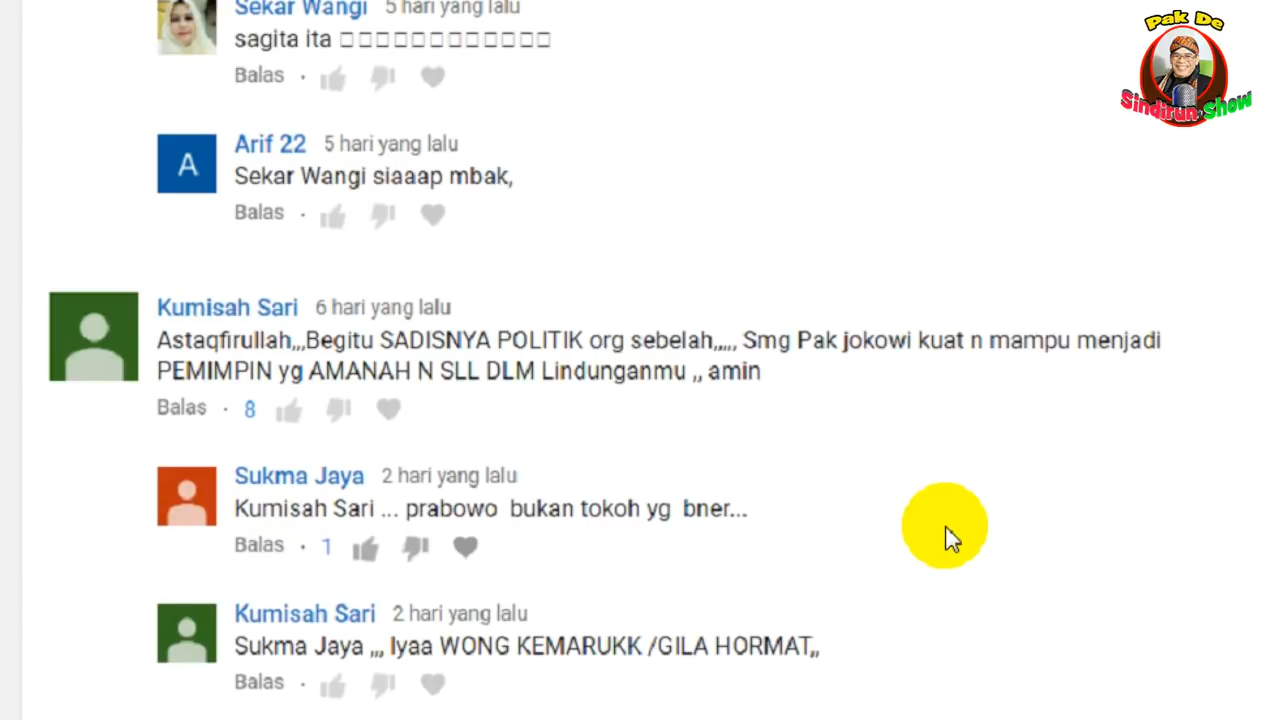 Sekar Wangi 5 hari yang lalu
sagita ita
Balas ·
Pak De
Sindirun Show
A
Arif 22 5 hari yang lalu
Sekar Wangi siaaap mbak,
Balas ·
Kumisah Sari 6 hari yang lalu
Astaqfirullah,,,Begitu SADISNYA POLITIK org sebelah,,,,, Smg Pak jokowi kuat n mampu menjadi
PEMIMPIN yg AMANAH N SLL DLM Lindunganmu ,, amin
Balas · 8
Sukma Jaya 2 hari yang lalu
Kumisah Sari ... prabowo bukan tokoh yg bner...
Balas · 1
Kumisah Sari 2 hari yang lalu
Sukma Jaya ,,, Iyaa WONG KEMARUKK /GILA HORMAT,,
Balas ·